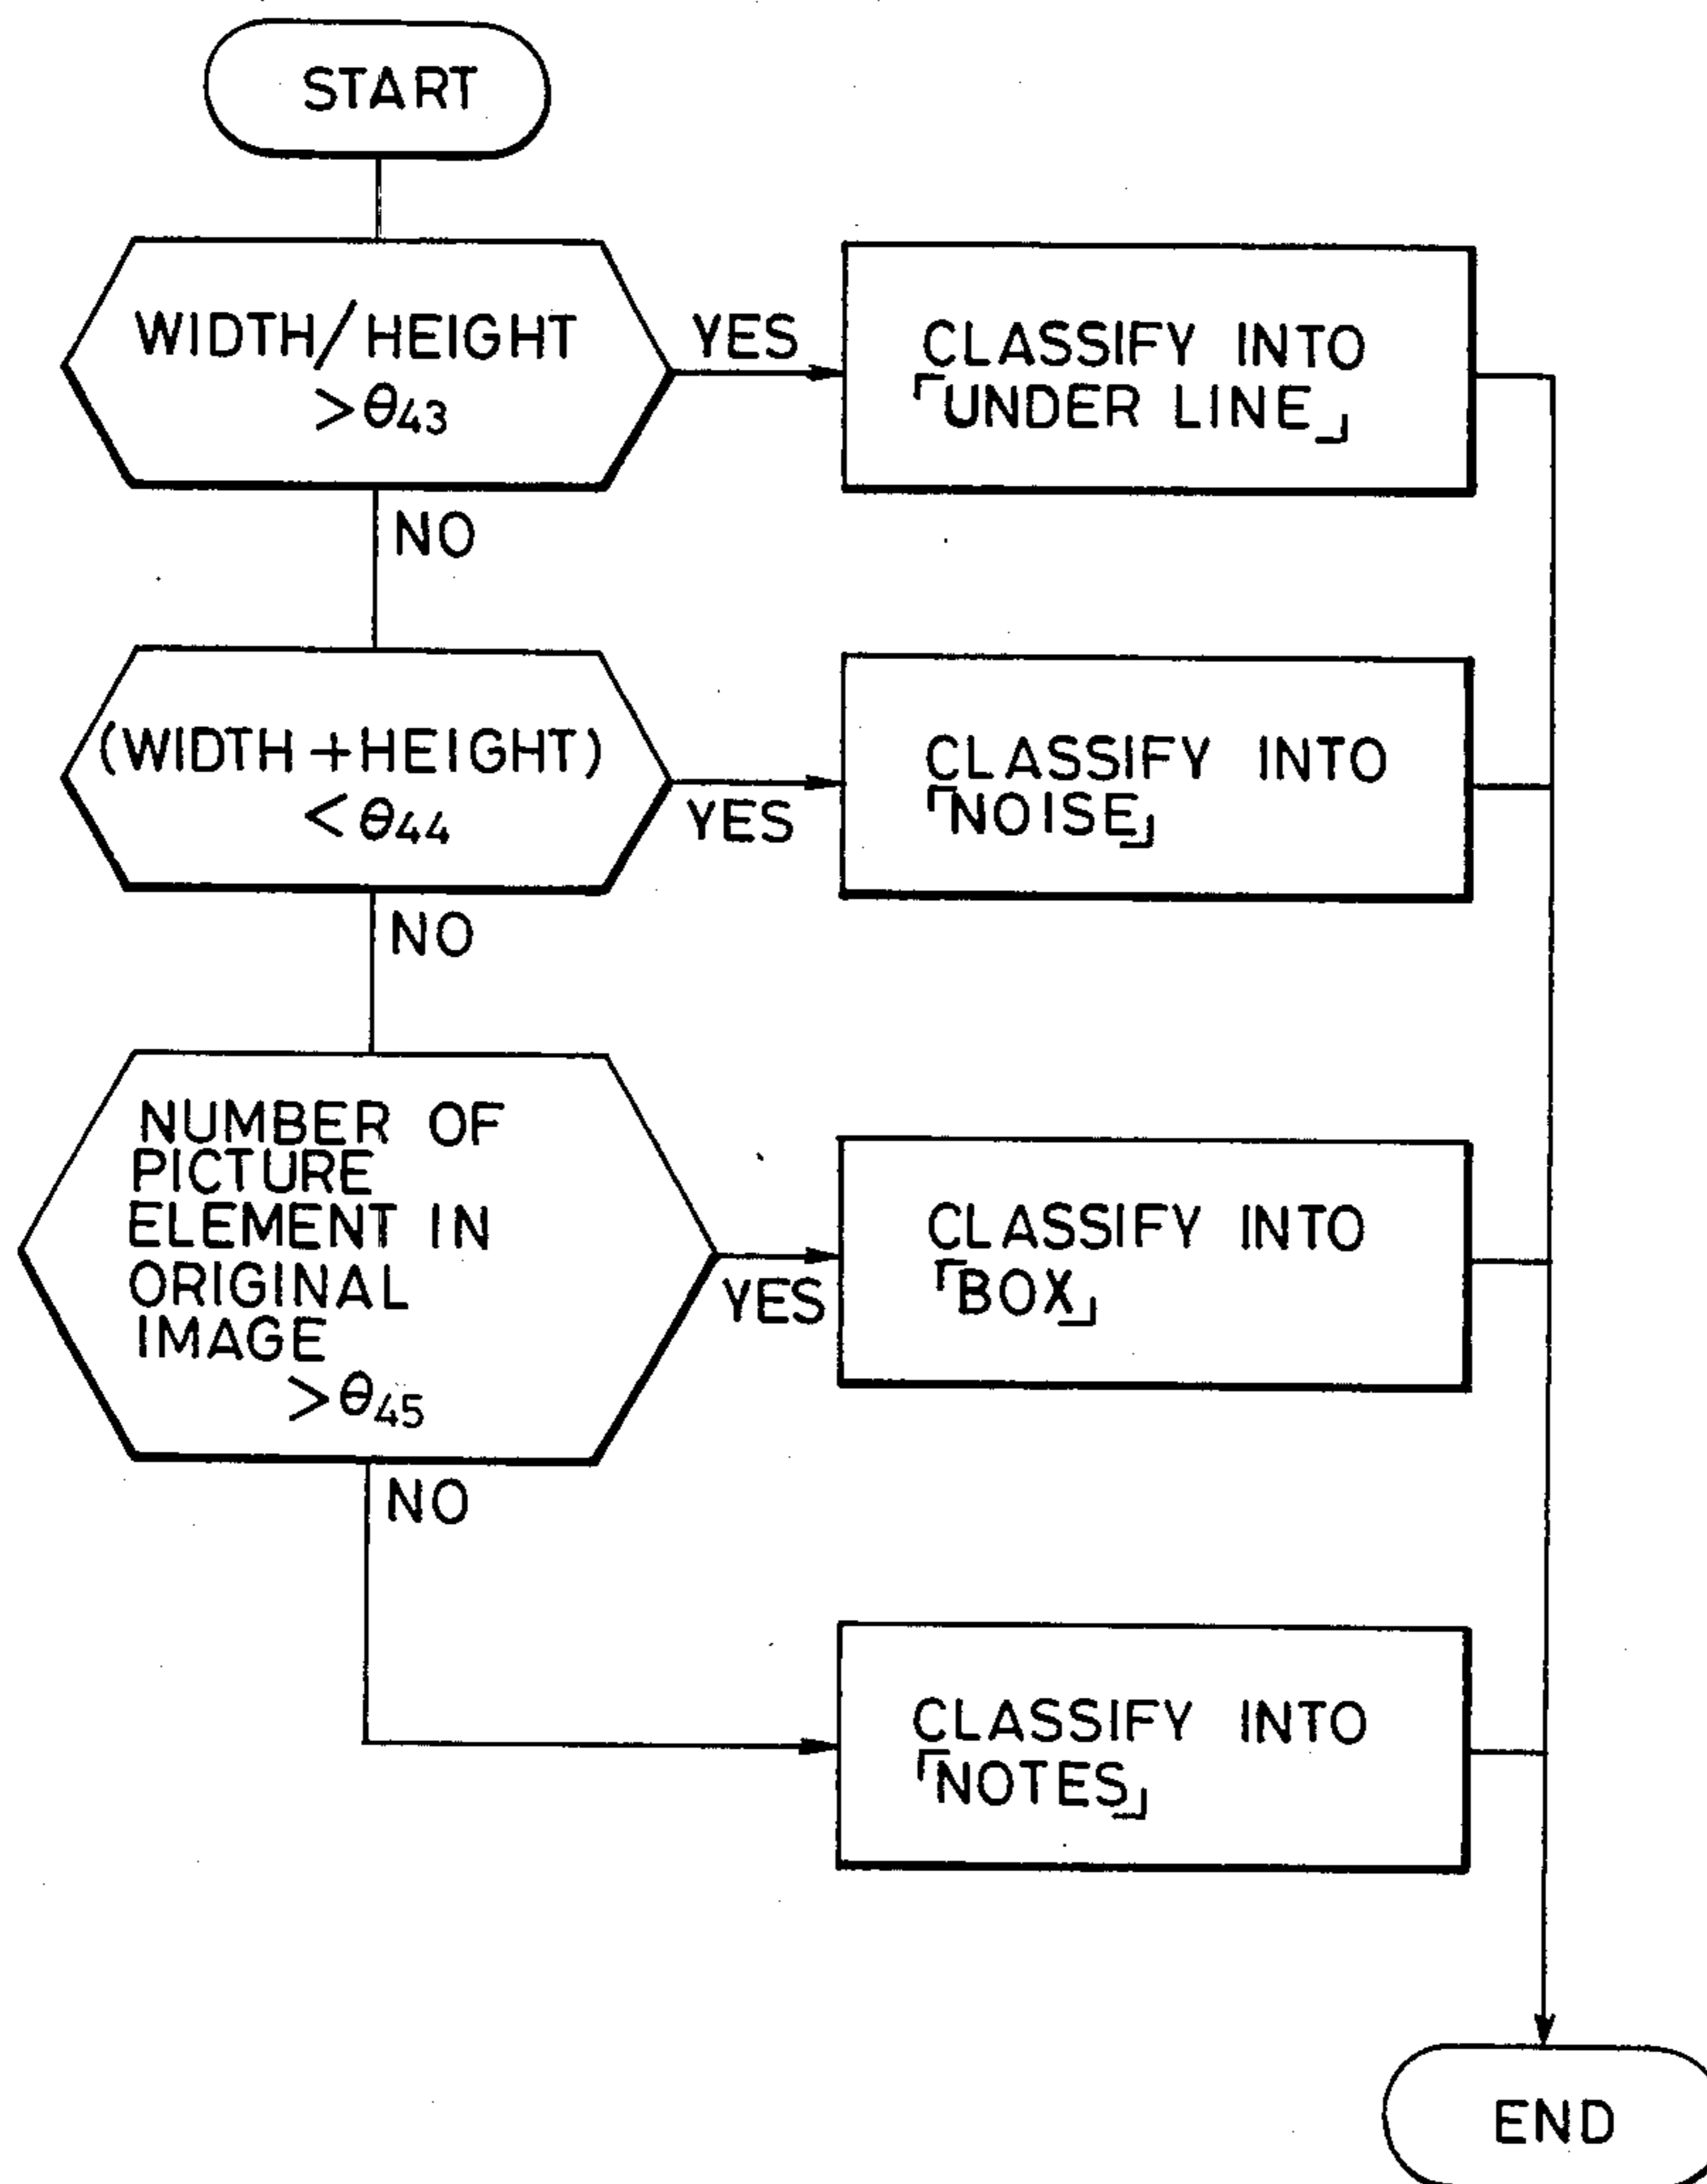 START
WIDTH/HEIGHT
>θ43
YES
CLASSIFY INTO
「UNDER LINE」
NO
(WIDTH+HEIGHT)
<θ44
YES
CLASSIFY INTO
「NOISE」
NO
NUMBER OF
PICTURE
ELEMENT IN
ORIGINAL
IMAGE
>θ45
YES
CLASSIFY INTO
「BOX」
NO
CLASSIFY INTO
「NOTES」
END